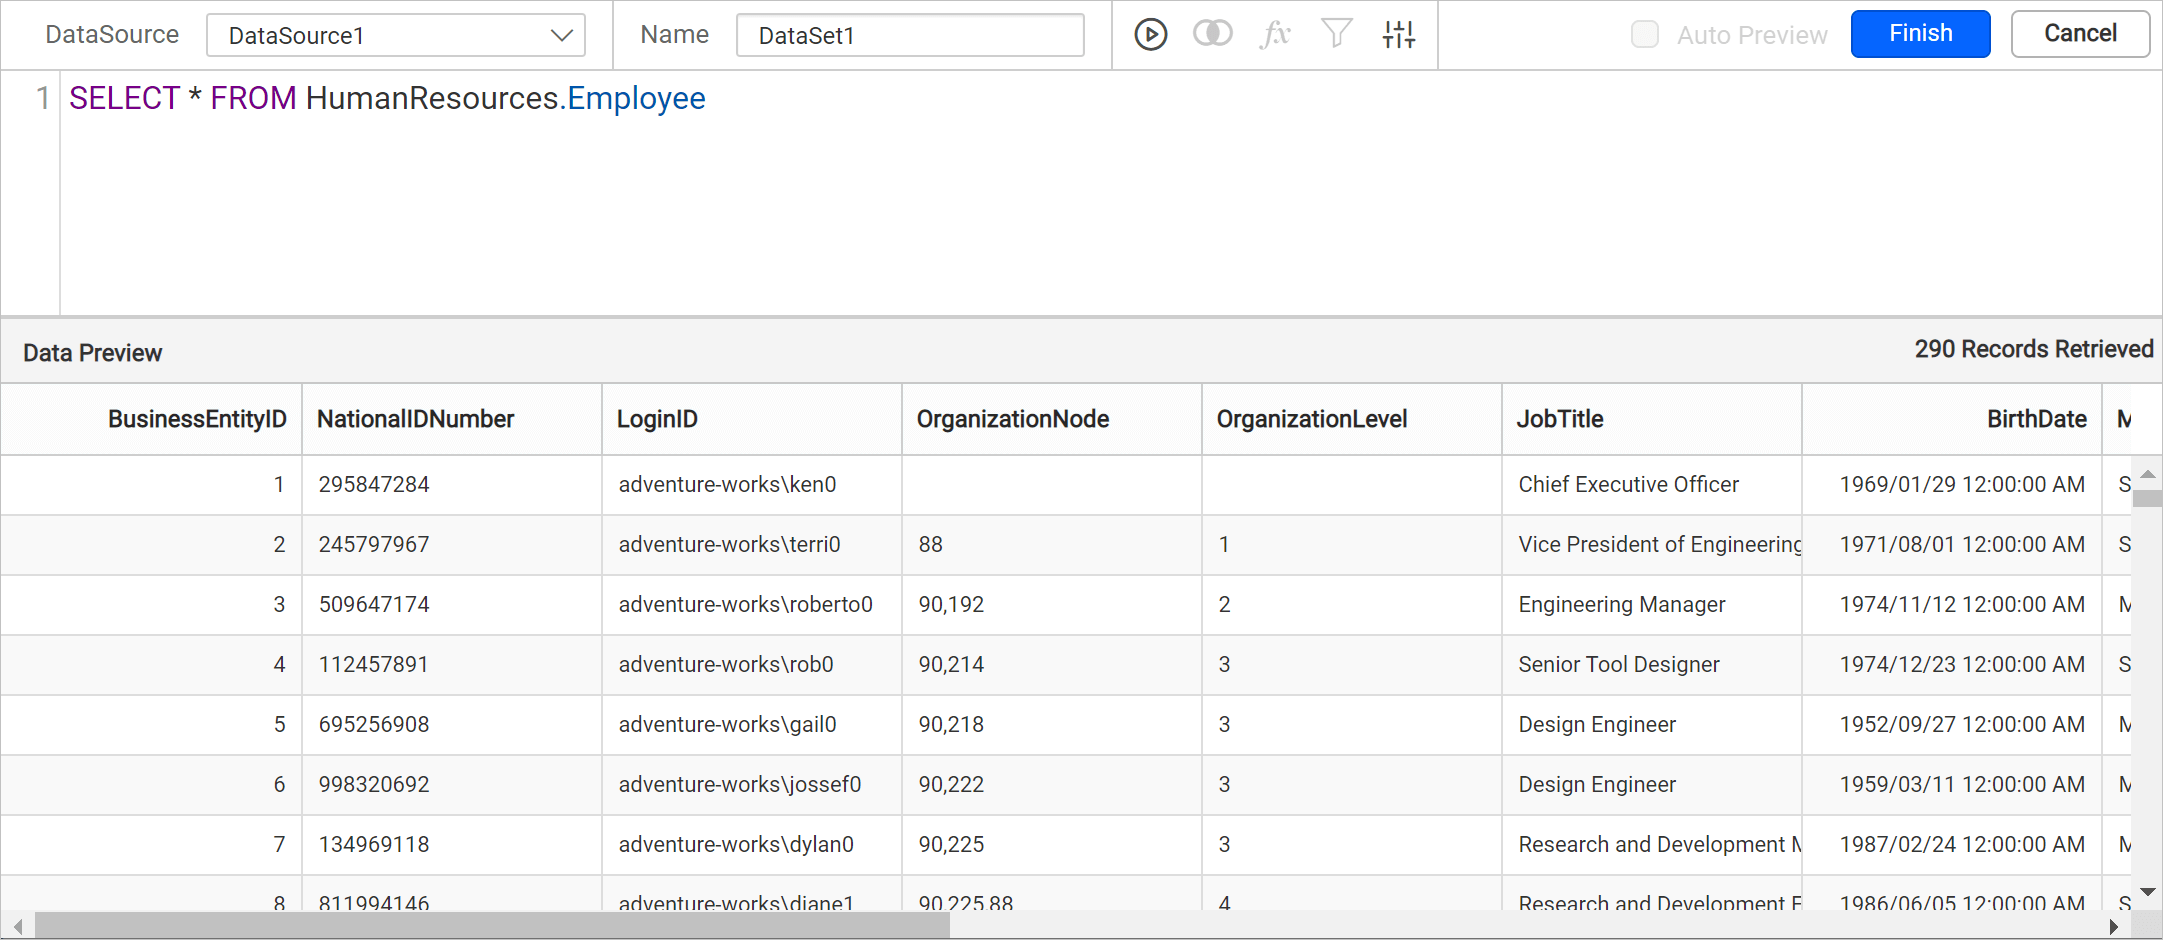 DataSource DataSource1 Name DataSet1 fx Auto Preview Finish Cancel
1 SELECT * FROM HumanResources.Employee
Data Preview 290 Records Retrieved
BusinessEntityID NationalIDNumber LoginID OrganizationNode OrganizationLevel JobTitle BirthDate M
1 295847284 adventure-works\ken0 Chief Executive Officer 1969/01/29 12:00:00 AM S
2 245797967 adventure-works\terri0 88 1 Vice President of Engineering 1971/08/01 12:00:00 AM S
3 509647174 adventure-works\roberto0 90,192 2 Engineering Manager 1974/11/12 12:00:00 AM M
4 112457891 adventure-works\rob0 90,214 3 Senior Tool Designer 1974/12/23 12:00:00 AM S
5 695256908 adventure-works\gail0 90,218 3 Design Engineer 1952/09/27 12:00:00 AM M
6 998320692 adventure-works\jossef0 90,222 3 Design Engineer 1959/03/11 12:00:00 AM M
7 134969118 adventure-works\dylan0 90,225 3 Research and Development M 1987/02/24 12:00:00 AM M
8 811994146 adventure-works\diane1 90,225,88 4 Research and Development E 1986/06/05 12:00:00 AM S